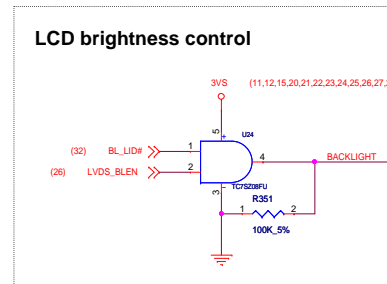 LCD brightness control
3VS (11,12,15,20,21,22,23,24,25,26,27,
5 + U24
(32) BL_LID# 1
4 BACKLIGHT
(26) LVDS_BLEN 2
3 - TC7SZ08FU
R351
1 2
100K_5%